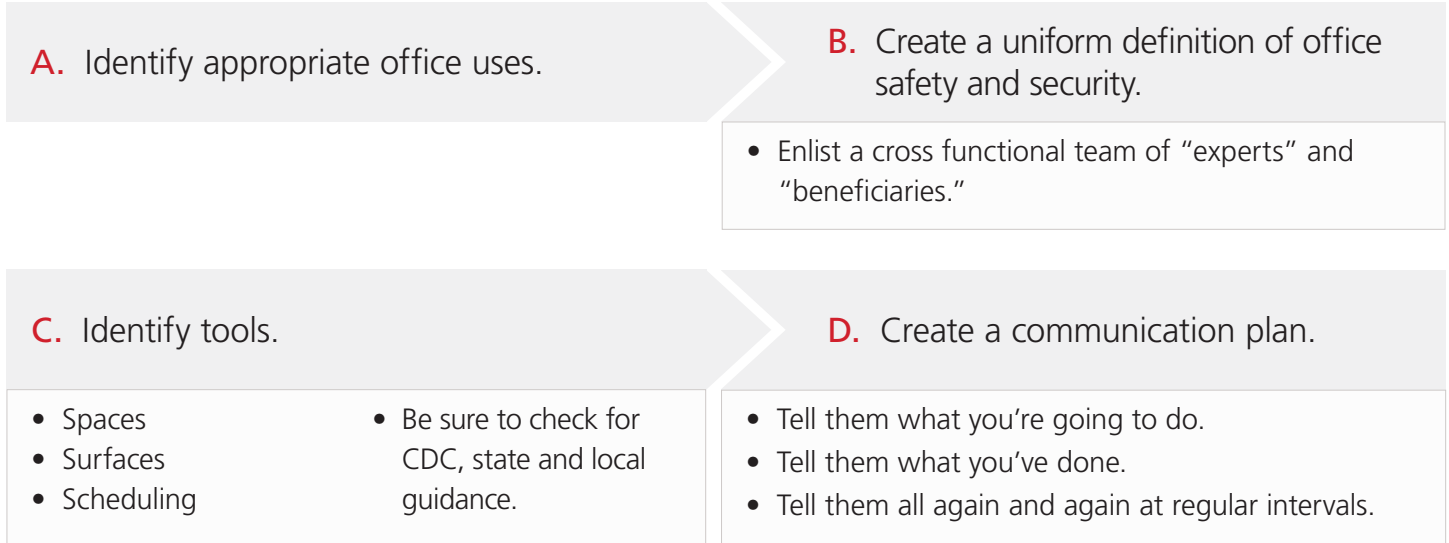 A. Identify appropriate office uses.
B. Create a uniform definition of office
safety and security.
• Enlist a cross functional team of “experts” and
“beneficiaries.”
C. Identify tools.
• Spaces
• Surfaces
• Scheduling
• Be sure to check for
CDC, state and local
guidance.
D. Create a communication plan.
• Tell them what you’re going to do.
• Tell them what you’ve done.
• Tell them all again and again at regular intervals.